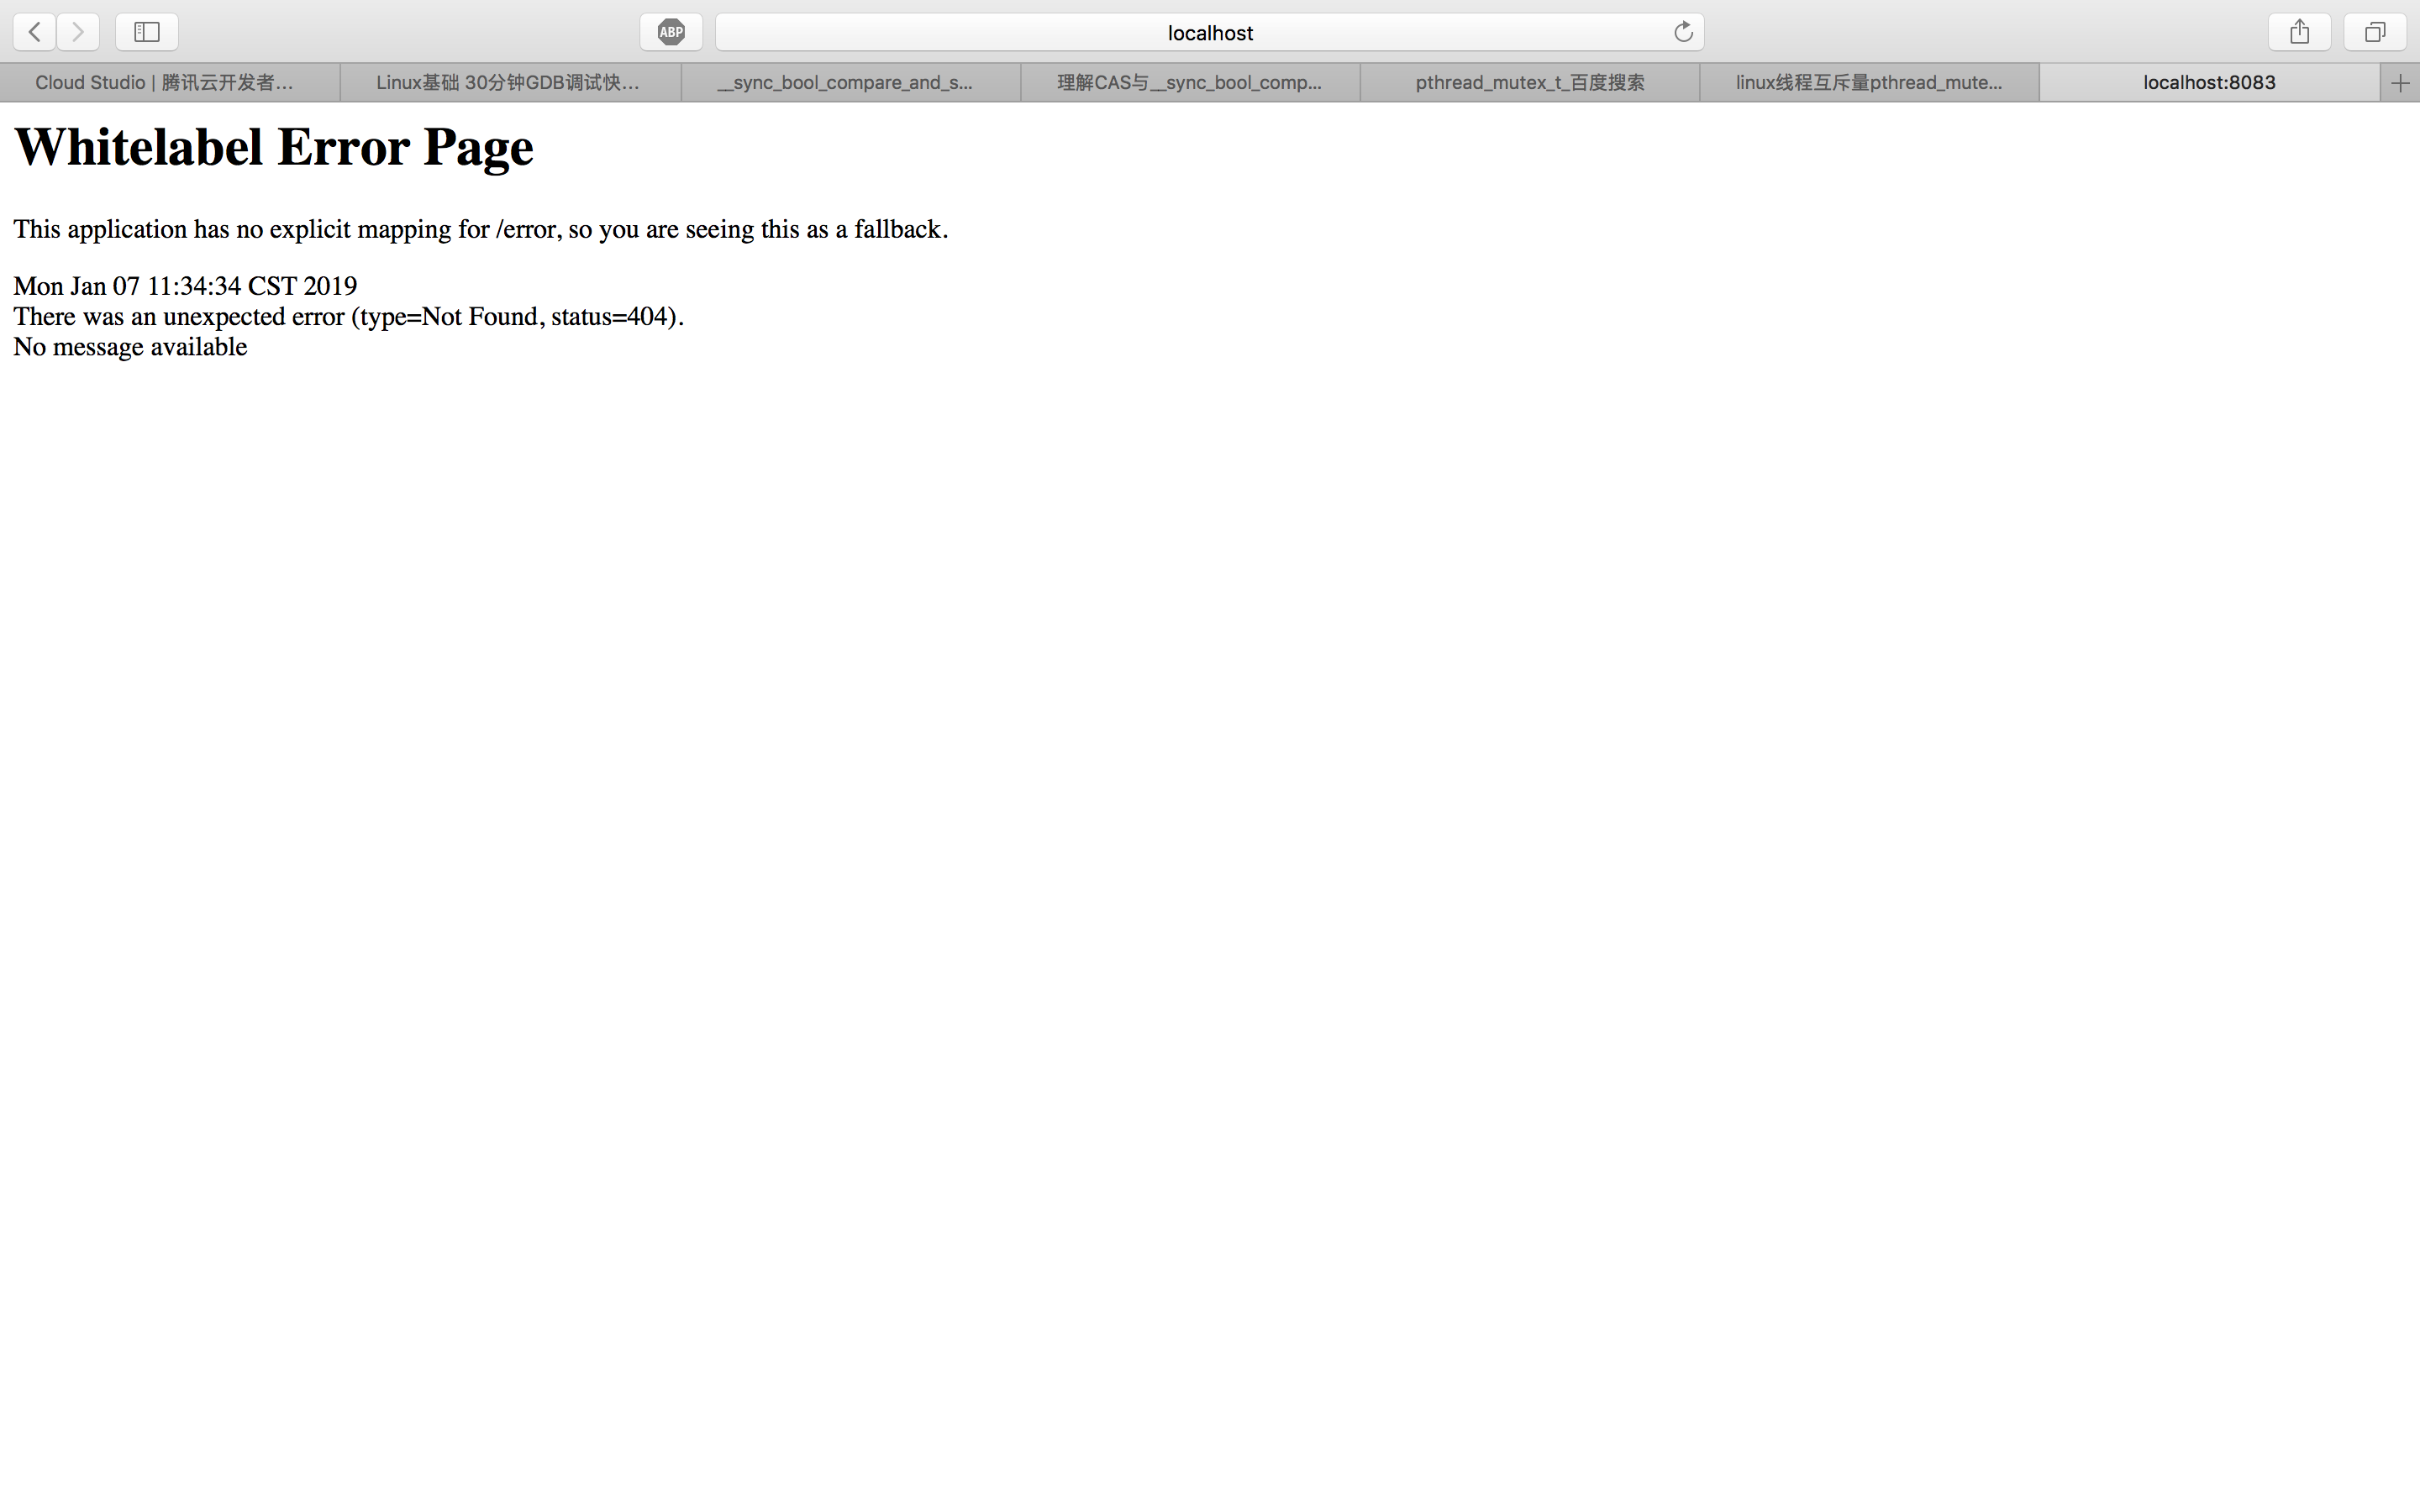 ABP
localhost
Cloud Studio | 腾讯云开发者...
Linux基础 30分钟GDB调试快...
__sync_bool_compare_and_s...
理解CAS与__sync_bool_comp...
pthread_mutex_t_百度搜索
linux线程互斥量pthread_mute...
localhost:8083
Whitelabel Error Page
This application has no explicit mapping for /error, so you are seeing this as a fallback.
Mon Jan 07 11:34:34 CST 2019
There was an unexpected error (type=Not Found, status=404).
No message available